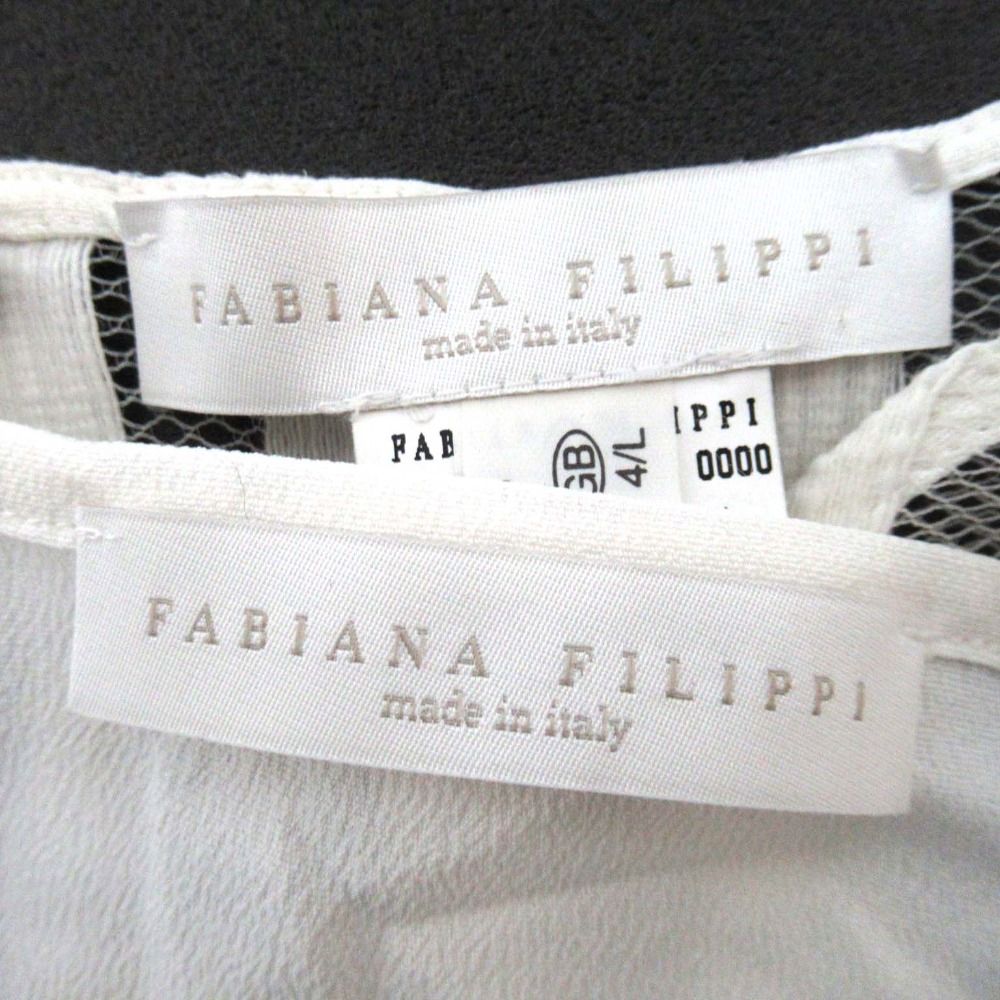 FABIANA FILIPPI
made in italy
FAB IPPI
GB 4/L 0000
FABIANA FILIPPI
made in italy